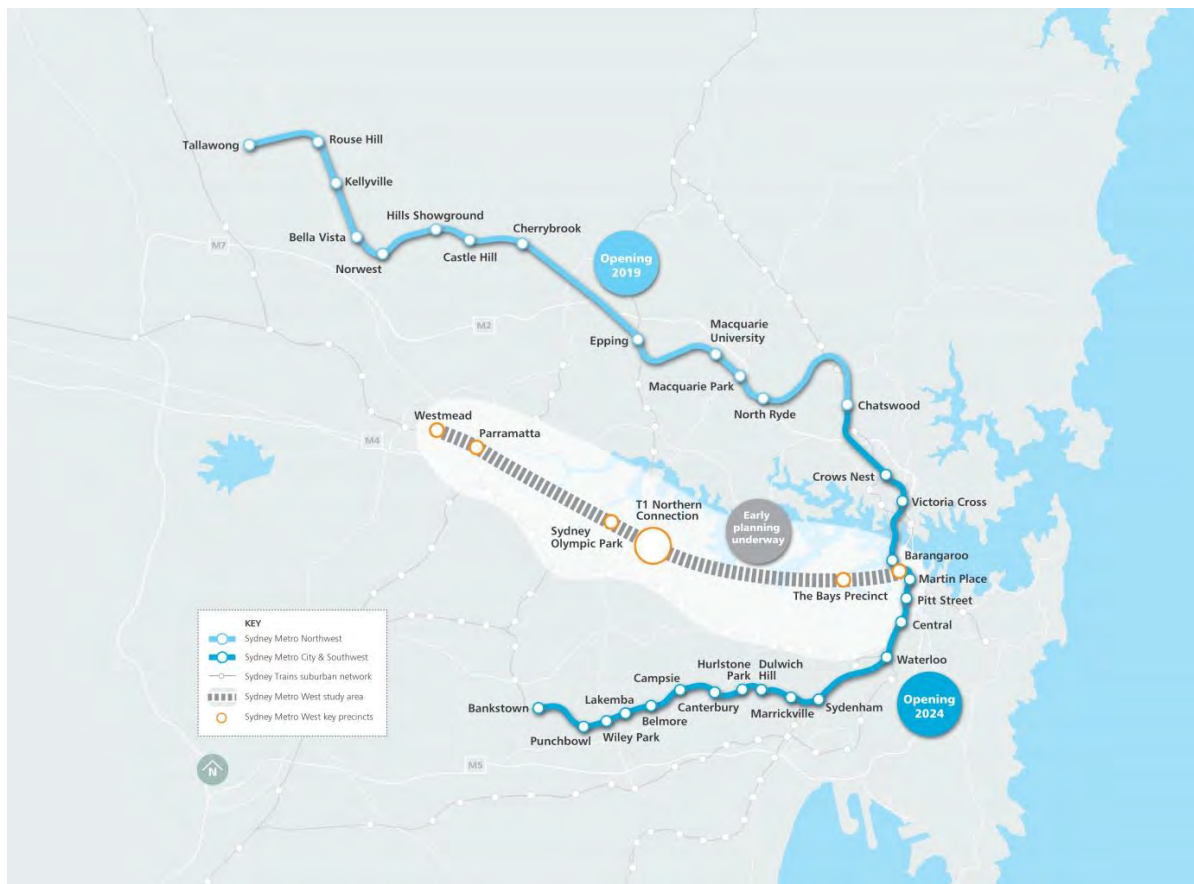 Tallawong
Rouse Hill
Kellyville
Hills Showground
Bella Vista
Norwest
Castle Hill
Cherrybrook
Opening
2019
M7
M2
Epping
Macquarie
University
Macquarie Park
North Ryde
Chatswood
Westmead
Parramatta
M4
Crows Nest
Victoria Cross
T1 Northern
Connection
Sydney
Olympic Park
Early
planning
underway
Barangaroo
Martin Place
The Bays Precinct
Pitt Street
Central
Waterloo
KEY
Sydney Metro Northwest
Sydney Metro City & Southwest
Sydney Trains suburban network
Sydney Metro West study area
Sydney Metro West key precincts
Bankstown
Punchbowl
Wiley Park
Lakemba
Belmore
Campsie
Canterbury
Hurlstone
Park
Dulwich
Hill
Marrickville
Sydenham
Opening
2024
M5
N